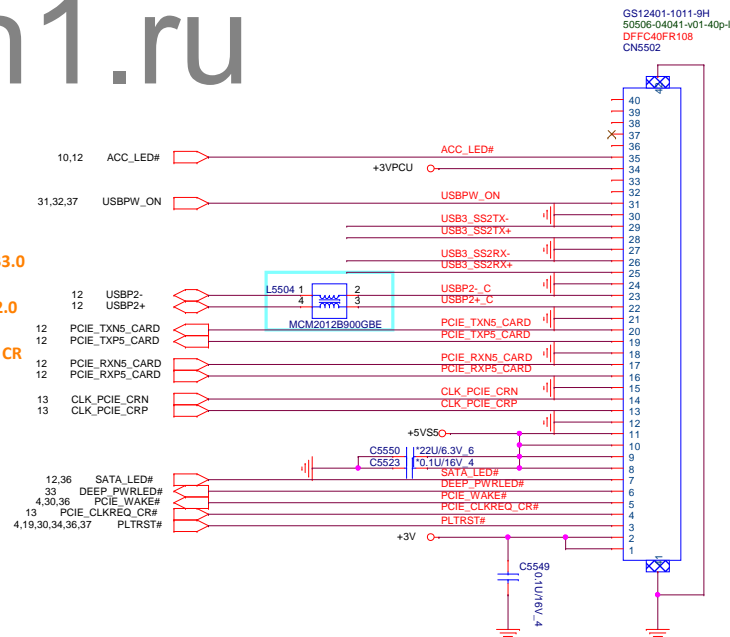 n1.ru
GS12401-1011-9H
50506-04041-v01-40p-l
DFFC40FR108
CN5502
42
40
39
38
37
36
10,12 ACC_LED# ACC_LED# 35
+3VPCU 34
33
32
31,32,37 USBPW_ON USBPW_ON 31
30
USB3_SS2TX- 29
USB3_SS2TX+ 28
27
3.0 USB3_SS2RX- 26
USB3_SS2RX+ 25
24
12 USBP2- L5504 1 2 USBP2-_C 23
2.0 12 USBP2+ 4 3 USBP2+_C 22
MCM2012B900GBE
21
12 PCIE_TXN5_CARD PCIE_TXN5_CARD 20
12 PCIE_TXP5_CARD PCIE_TXP5_CARD 19
CR
18
12 PCIE_RXN5_CARD PCIE_RXN5_CARD 17
12 PCIE_RXP5_CARD PCIE_RXP5_CARD 16
15
13 CLK_PCIE_CRN CLK_PCIE_CRN 14
13 CLK_PCIE_CRP CLK_PCIE_CRP 13
12
+5VS5 11
10
C5550 *22U/6.3V_6 9
C5523 *0.1U/16V_4 8
12,36 SATA_LED# SATA_LED# 7
33 DEEP_PWRLED# DEEP_PWRLED# 6
4,30,36 PCIE_WAKE# PCIE_WAKE# 5
13 PCIE_CLKREQ_CR# PCIE_CLKREQ_CR# 4
4,19,30,34,36,37 PLTRST# PLTRST# 3
+3V 2
1
41
C5549
0.1U/16V_4